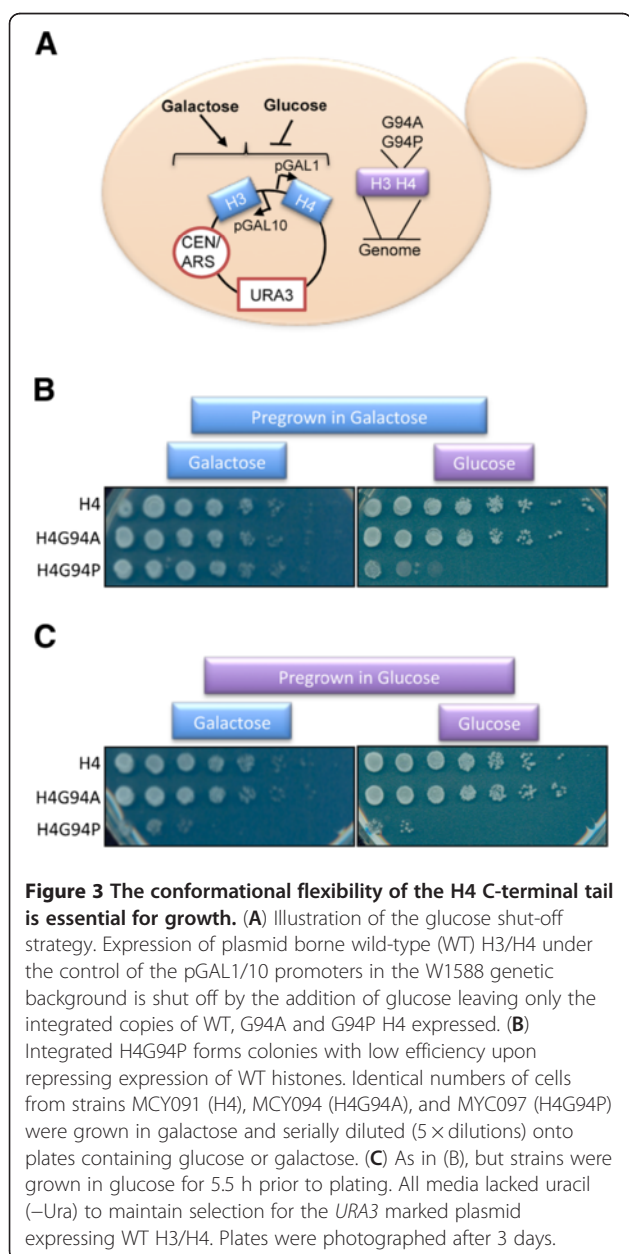 A
Galactose Glucose
G94A
G94P
pGAL1
H3 H4 H3 H4
pGAL10
CEN/
ARS
Genome
URA3
B
Pregrown in Galactose
Galactose Glucose
H4
H4G94A
H4G94P
C
Pregrown in Glucose
Galactose Glucose
H4
H4G94A
H4G94P
Figure 3 The conformational flexibility of the H4 C-terminal tail
is essential for growth. (A) Illustration of the glucose shut-off
strategy. Expression of plasmid borne wild-type (WT) H3/H4 under
the control of the pGAL1/10 promoters in the W1588 genetic
background is shut off by the addition of glucose leaving only the
integrated copies of WT, G94A and G94P H4 expressed. (B)
Integrated H4G94P forms colonies with low efficiency upon
repressing expression of WT histones. Identical numbers of cells
from strains MCY091 (H4), MCY094 (H4G94A), and MYC097 (H4G94P)
were grown in galactose and serially diluted (5 × dilutions) onto
plates containing glucose or galactose. (C) As in (B), but strains were
grown in glucose for 5.5 h prior to plating. All media lacked uracil
(−Ura) to maintain selection for the URA3 marked plasmid
expressing WT H3/H4. Plates were photographed after 3 days.